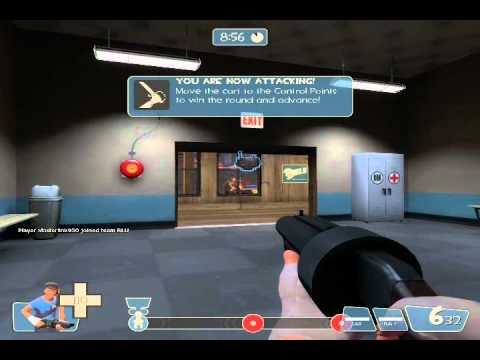 8:56
YOU ARE NOW ATTACKING!
Move the cart to the Control Points
to win the round and advance!
EXIT
joined team BLU
6 32